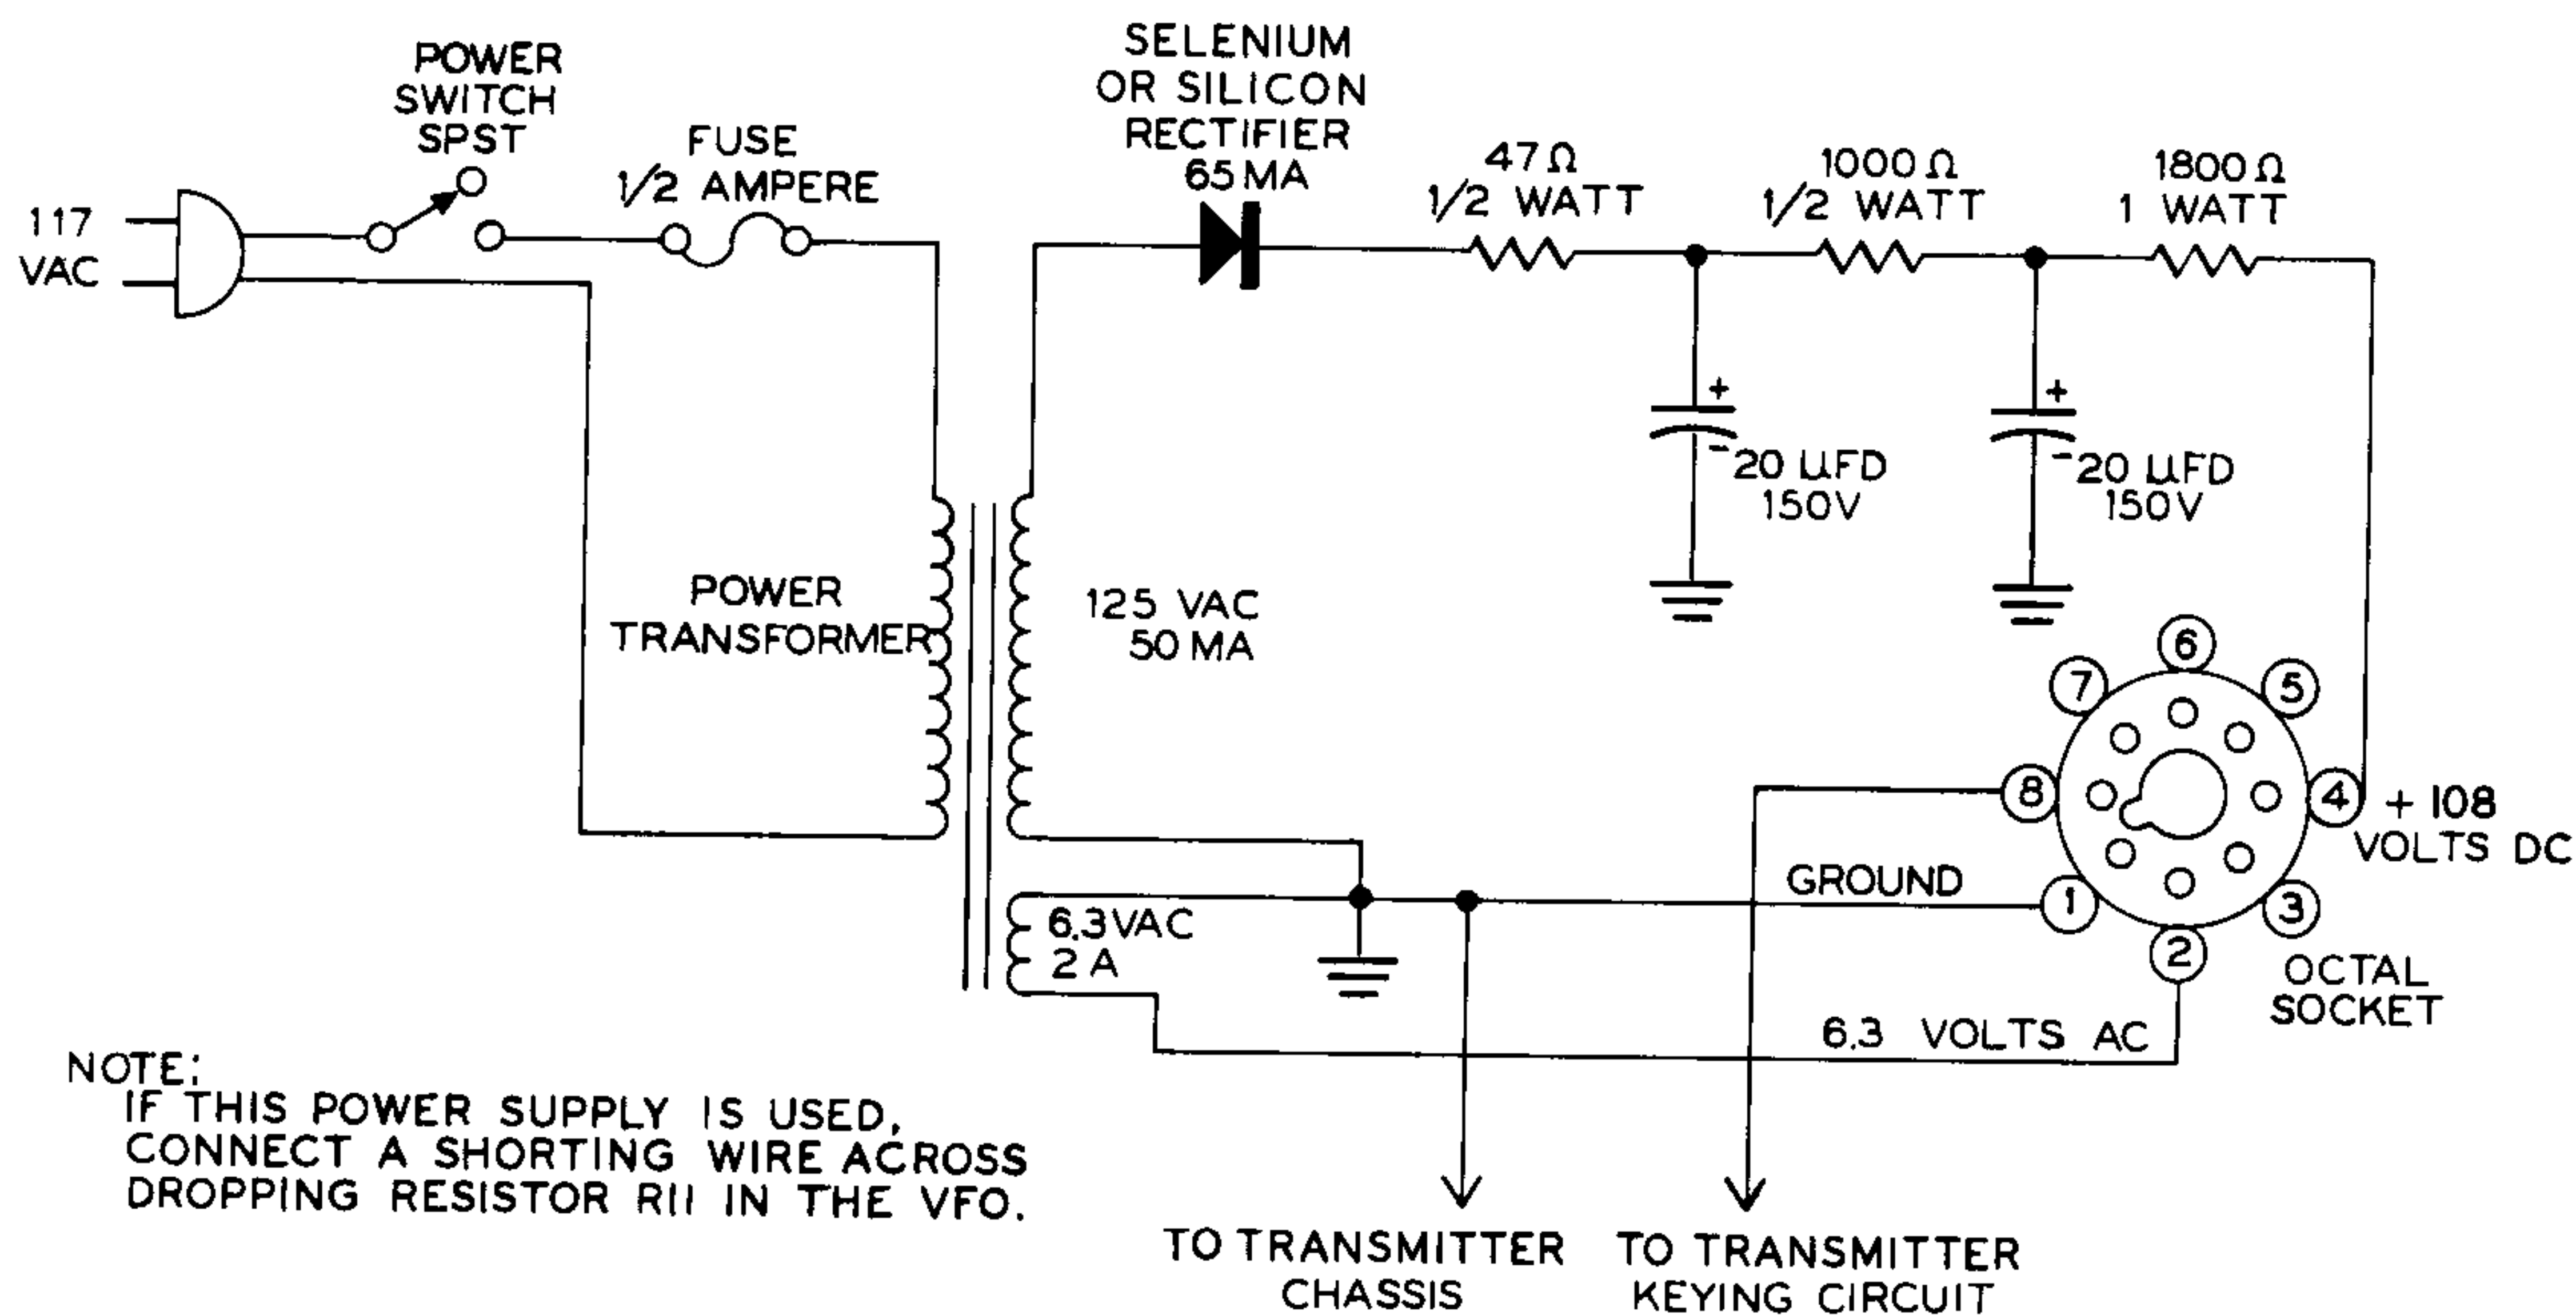 POWER
SWITCH
SPST
117
VAC
FUSE
1/2 AMPERE
SELENIUM
OR SILICON
RECTIFIER
65 MA
47 Ω
1/2 WATT
1000 Ω
1/2 WATT
1800 Ω
1 WATT
+
-
20 µFD
150V
+
-
20 µFD
150V
POWER
TRANSFORMER
125 VAC
50 MA
6.3 VAC
2 A
6
7
5
8
4
1
3
2
+ 108
VOLTS DC
GROUND
OCTAL
SOCKET
6.3 VOLTS AC
NOTE:
IF THIS POWER SUPPLY IS USED,
CONNECT A SHORTING WIRE ACROSS
DROPPING RESISTOR R11 IN THE VFO.
TO TRANSMITTER
CHASSIS
TO TRANSMITTER
KEYING CIRCUIT